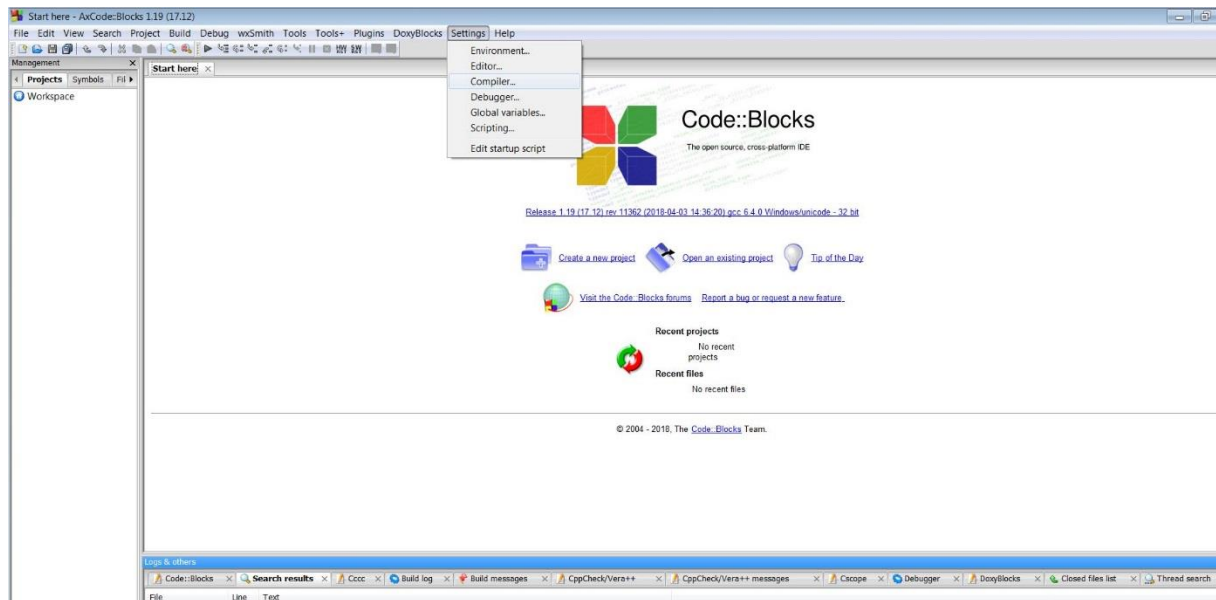 Start here - AxCode::Blocks 1.19 (17.12)
File Edit View Search Project Build Debug wxSmith Tools Tools+ Plugins DoxyBlocks Settings Help
Management
Projects Symbols Fil
Workspace
Start here
Environment...
Editor...
Compiler...
Debugger...
Global variables...
Scripting...
Edit startup script
Code::Blocks
The open source, cross-platform IDE
Release 1.19 (17.12) rev 11362 (2018-04-03 14:36:20) gcc 6.4.0 Windows/unicode - 32 bit
Create a new project Open an existing project Tip of the Day
Visit the Code::Blocks forums Report a bug or request a new feature
Recent projects
No recent
projects
Recent files
No recent files
© 2004 - 2018, The Code::Blocks Team.
Logs & others
Code::Blocks Search results Cccc Build log Build messages CppCheck/Vera++ CppCheck/Vera++ messages Cscope Debugger DoxyBlocks Closed files list Thread search
File Line Text